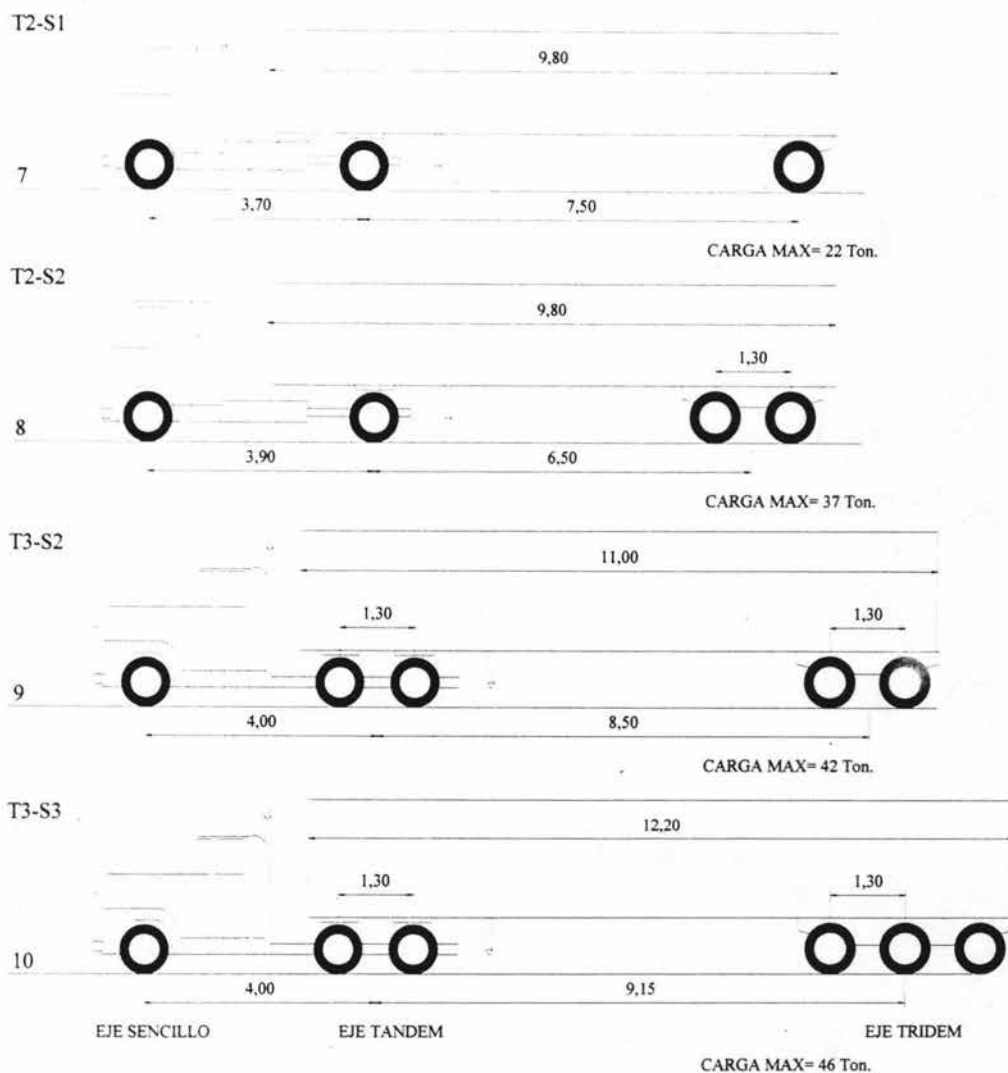 T2-S1
9,80
7
3,70
7,50
CARGA MAX= 22 Ton.
T2-S2
9,80
1,30
8
3,90
6,50
CARGA MAX= 37 Ton.
T3-S2
11,00
1,30
1,30
9
4,00
8,50
CARGA MAX= 42 Ton.
T3-S3
12,20
1,30
1,30
10
4,00
9,15
EJE SENCILLO EJE TANDEM EJE TRIDEM
CARGA MAX= 46 Ton.